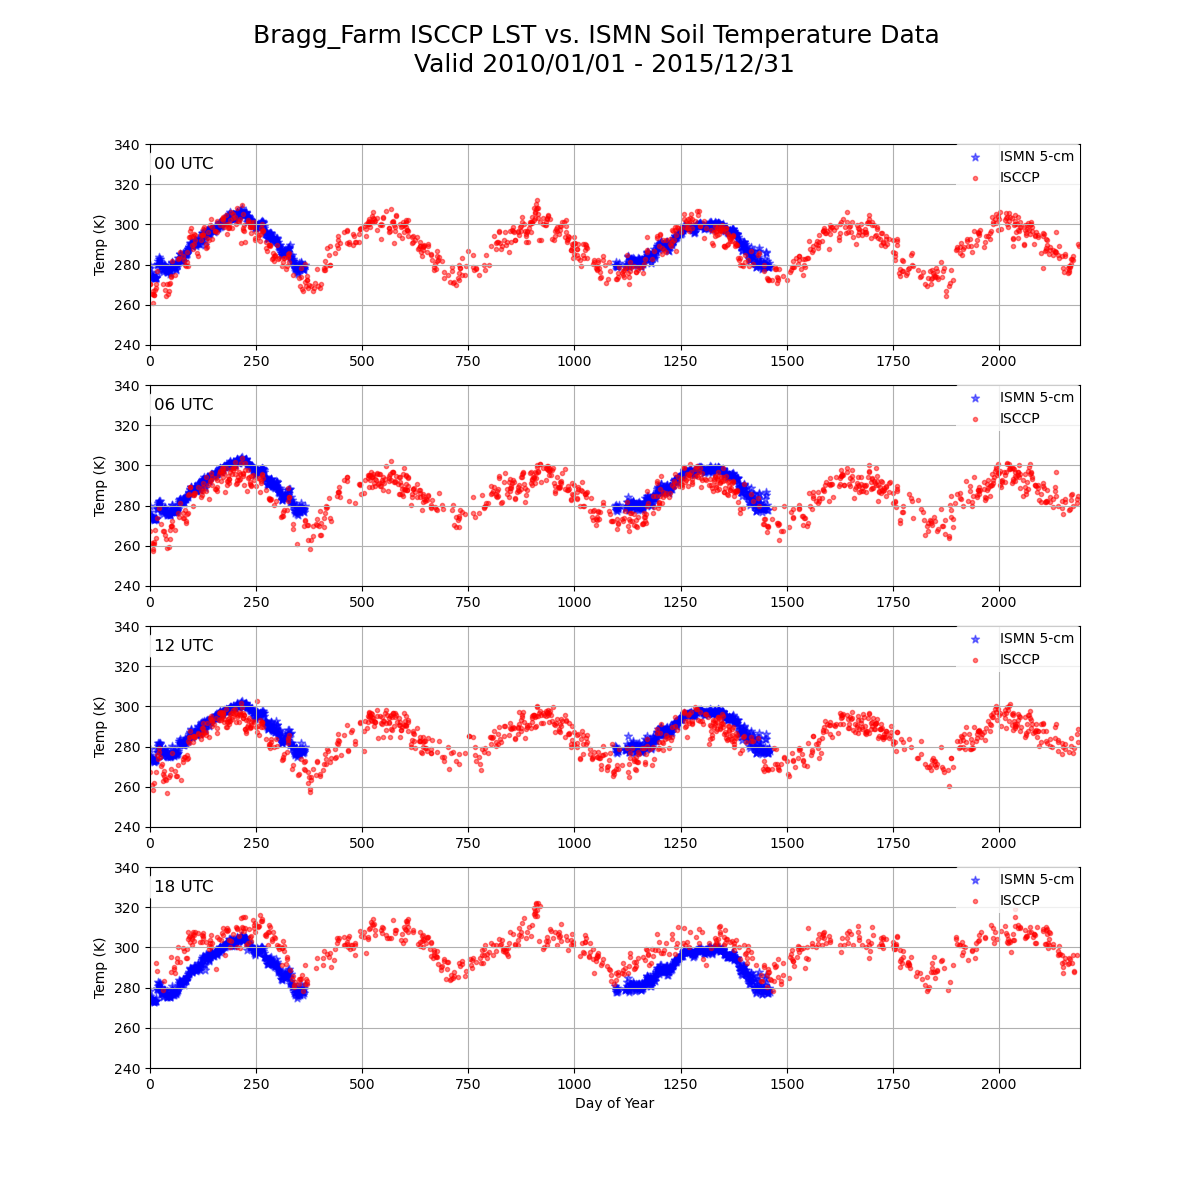 Bragg_Farm ISCCP LST vs. ISMN Soil Temperature Data
Valid 2010/01/01 - 2015/12/31
340
320
300
280
260
240
Temp (K)
00 UTC
ISMN 5-cm
ISCCP
0 250 500 750 1000 1250 1500 1750 2000
340
320
300
280
260
240
Temp (K)
06 UTC
ISMN 5-cm
ISCCP
0 250 500 750 1000 1250 1500 1750 2000
340
320
300
280
260
240
Temp (K)
12 UTC
ISMN 5-cm
ISCCP
0 250 500 750 1000 1250 1500 1750 2000
340
320
300
280
260
240
Temp (K)
18 UTC
ISMN 5-cm
ISCCP
0 250 500 750 1000 1250 1500 1750 2000
Day of Year